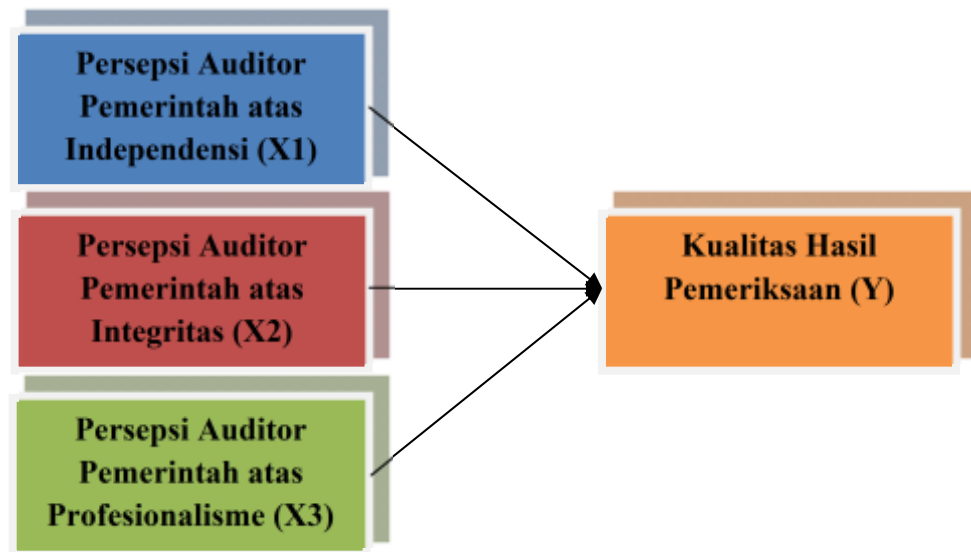 Persepsi Auditor
Pemerintah atas
Independensi (X1)
Persepsi Auditor
Pemerintah atas
Integritas (X2)
Persepsi Auditor
Pemerintah atas
Profesionalisme (X3)
Kualitas Hasil
Pemeriksaan (Y)